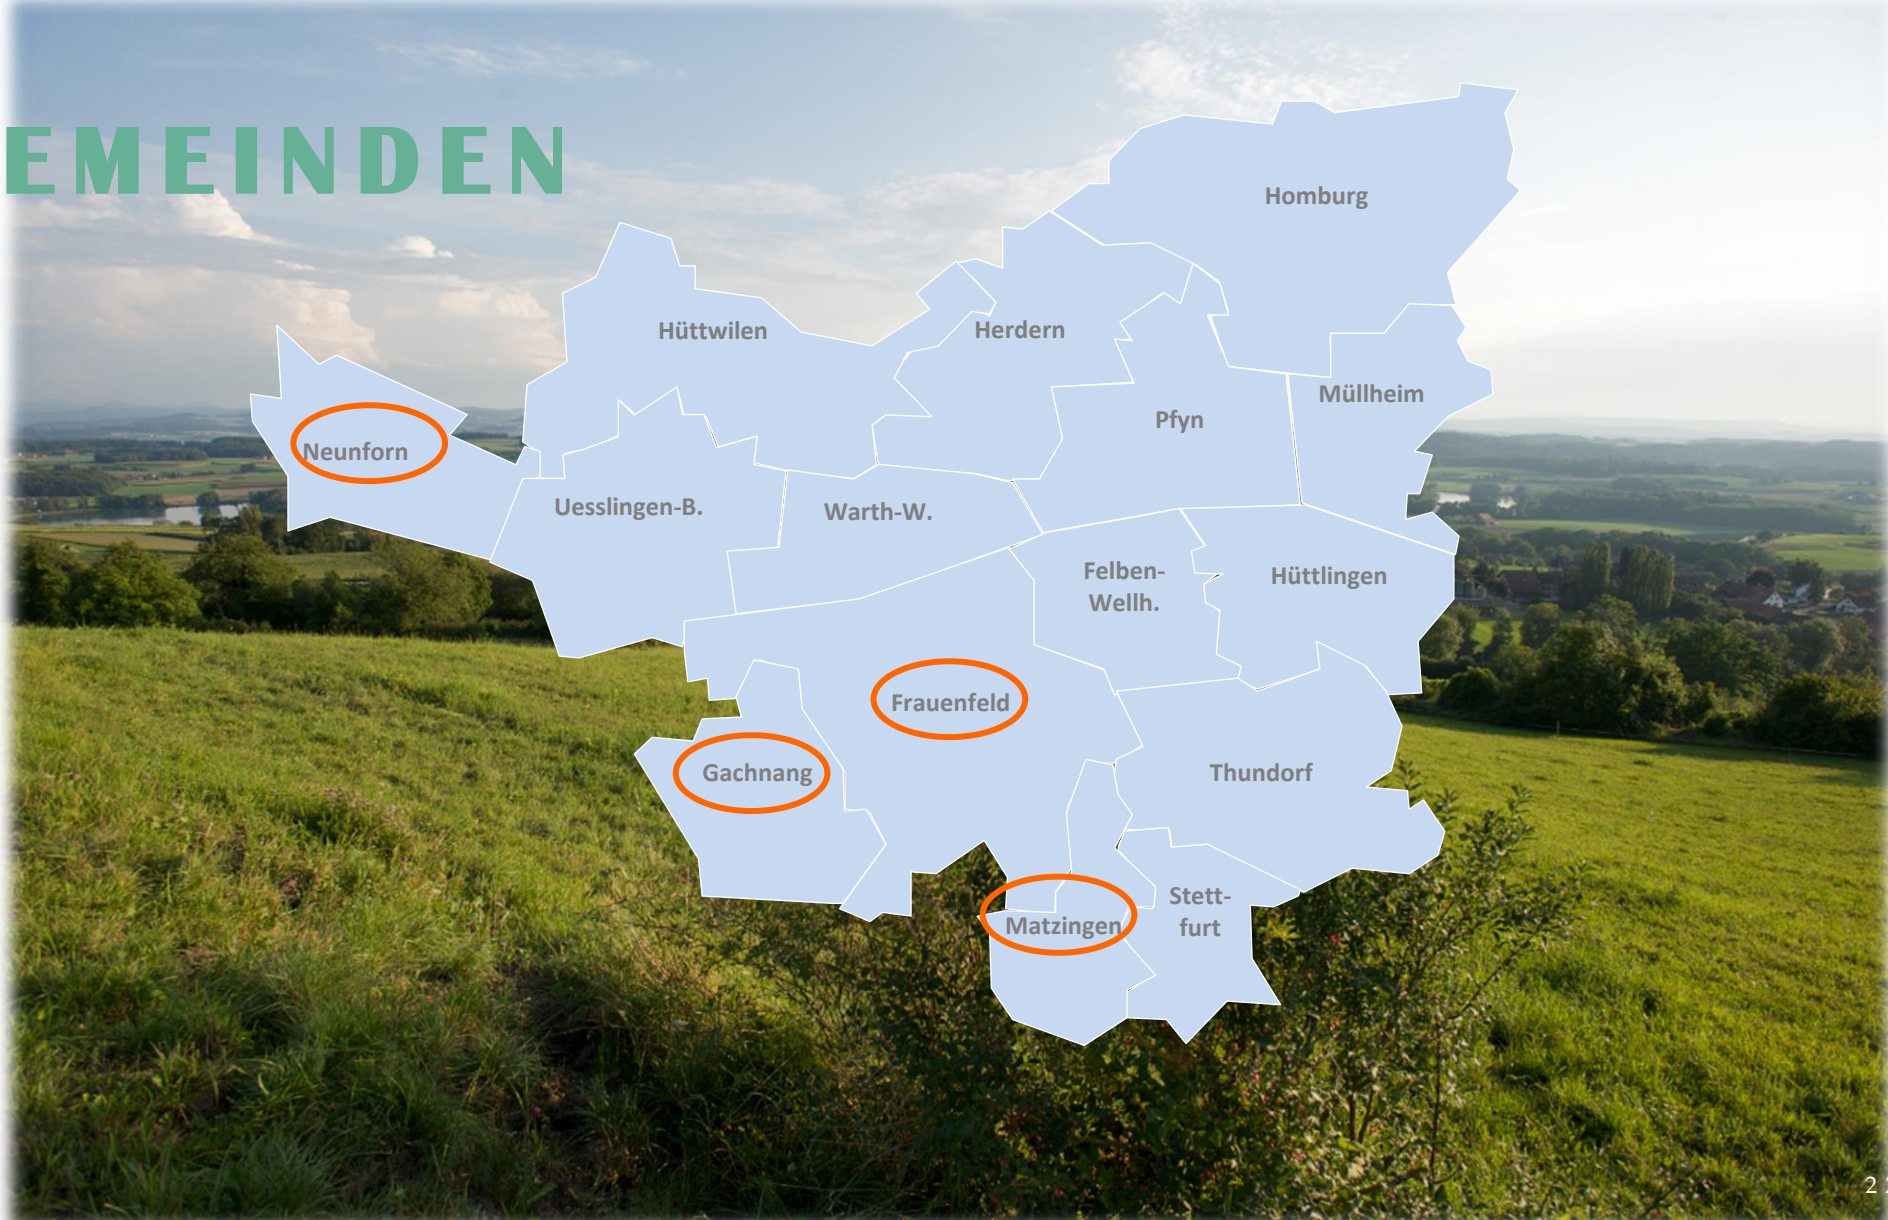 EMEINDEN
Homburg
Hüttwilen
Herdern
Müllheim
Pfyn
Neunforn
Uesslingen-B.
Warth-W.
Felben-
Wellh.
Hüttlingen
Frauenfeld
Gachnang
Thundorf
Stett-
furt
Matzingen